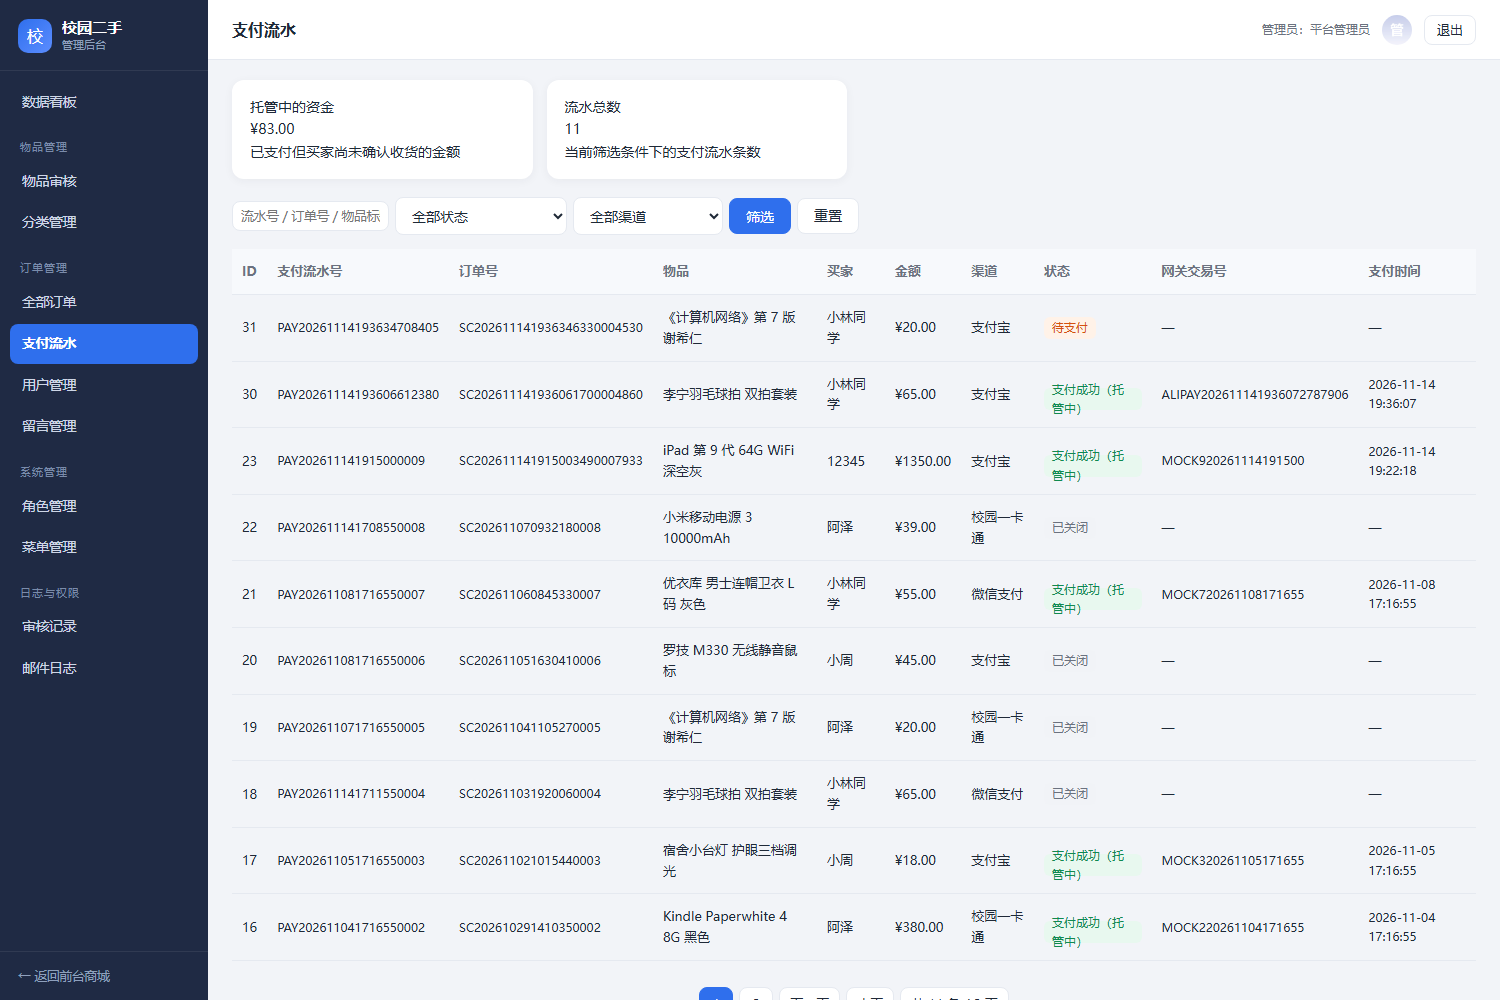 校
校园二手
管理后台
数据看板
物品管理
物品审核
分类管理
订单管理
全部订单
支付流水
用户管理
留言管理
系统管理
角色管理
菜单管理
日志与权限
审核记录
邮件日志
← 返回前台商城
支付流水
管理员：平台管理员
管
退出
托管中的资金
¥83.00
已支付但买家尚未确认收货的金额
流水总数
11
当前筛选条件下的支付流水条数
流水号 / 订单号 / 物品标
全部状态
全部渠道
筛选
重置
ID 支付流水号 订单号 物品 买家 金额 渠道 状态 网关交易号 支付时间
31 PAY20261114193634708405 SC202611141936346330004530 《计算机网络》第 7 版 谢希仁 小林同学 ¥20.00 支付宝 待支付 — —
30 PAY20261114193606612380 SC202611141936061700004860 李宁羽毛球拍 双拍套装 小林同学 ¥65.00 支付宝 支付成功（托管中） ALIPAY202611141936072787906 2026-11-14 19:36:07
23 PAY202611141915000009 SC202611141915003490007933 iPad 第 9 代 64G WiFi 深空灰 12345 ¥1350.00 支付宝 支付成功（托管中） MOCK920261114191500 2026-11-14 19:22:18
22 PAY202611141708550008 SC202611070932180008 小米移动电源 3 10000mAh 阿泽 ¥39.00 校园一卡通 已关闭 — —
21 PAY202611081716550007 SC202611060845330007 优衣库 男士连帽卫衣 L码 灰色 小林同学 ¥55.00 微信支付 支付成功（托管中） MOCK720261108171655 2026-11-08 17:16:55
20 PAY202611081716550006 SC202611051630410006 罗技 M330 无线静音鼠标 小周 ¥45.00 支付宝 已关闭 — —
19 PAY202611071716550005 SC202611041105270005 《计算机网络》第 7 版 谢希仁 阿泽 ¥20.00 校园一卡通 已关闭 — —
18 PAY202611141711550004 SC202611031920060004 李宁羽毛球拍 双拍套装 小林同学 ¥65.00 微信支付 已关闭 — —
17 PAY202611051716550003 SC202611021015440003 宿舍小台灯 护眼三档调光 小周 ¥18.00 支付宝 支付成功（托管中） MOCK320261105171655 2026-11-05 17:16:55
16 PAY202611041716550002 SC202610291410350002 Kindle Paperwhite 4 8G 黑色 阿泽 ¥380.00 校园一卡通 支付成功（托管中） MOCK220261104171655 2026-11-04 17:16:55